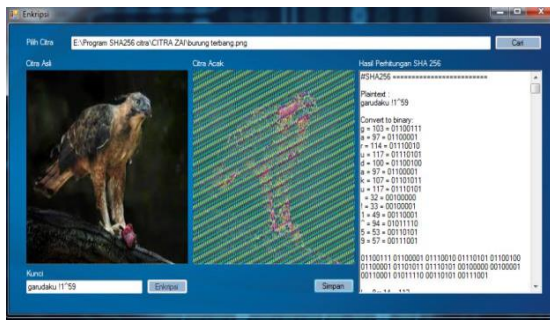 Enkripsi
Pilih Citra
E:\Program SHA256 citra\CITRA ZAI\burung terbang.png
Cari
Citra Asli
Citra Acak
Hasil Perhitungan SHA 256
#SHA256 =========================
Plaintext :
garudaku !1^59
Convert to binary:
g = 103 = 01100111
a = 97 = 01100001
r = 114 = 01110010
u = 117 = 01110101
d = 100 = 01100100
a = 97 = 01100001
k = 107 = 01101011
u = 117 = 01110101
= 32 = 00100000
! = 33 = 00100001
1 = 49 = 00110001
^ = 94 = 01011110
5 = 53 = 00110101
9 = 57 = 00111001
01100111 01100001 01110010 01110101 01100100
01100001 01101011 01110101 00100000 00100001
00110001 01011110 00110101 00111001
Kunci
garudaku !1^59
Enkripsi
Simpan